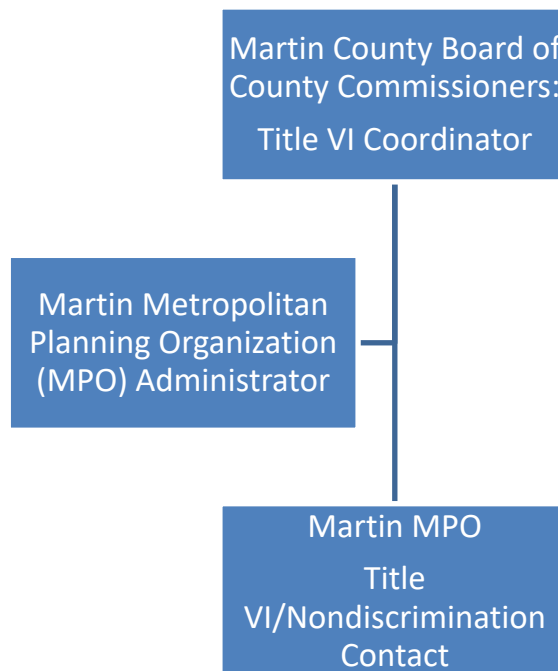 Martin County Board of
County Commissioners:
Title VI Coordinator
Martin Metropolitan
Planning Organization
(MPO) Administrator
Martin MPO
Title
VI/Nondiscrimination
Contact